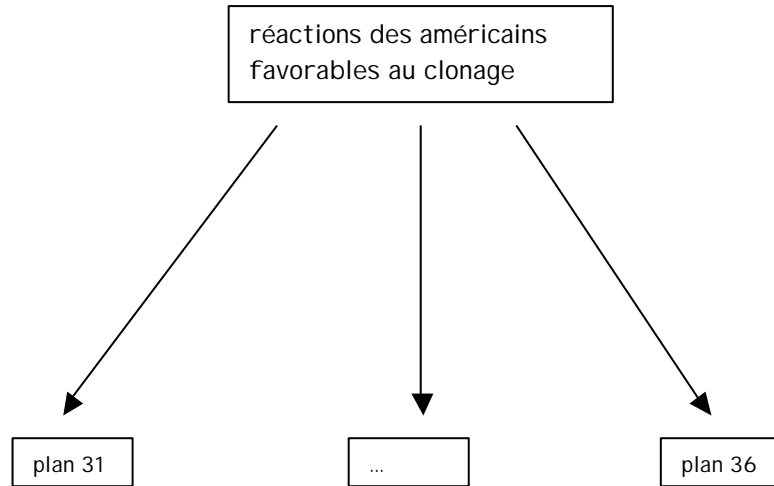 réactions des américains
favorables au clonage
plan 31
...
plan 36